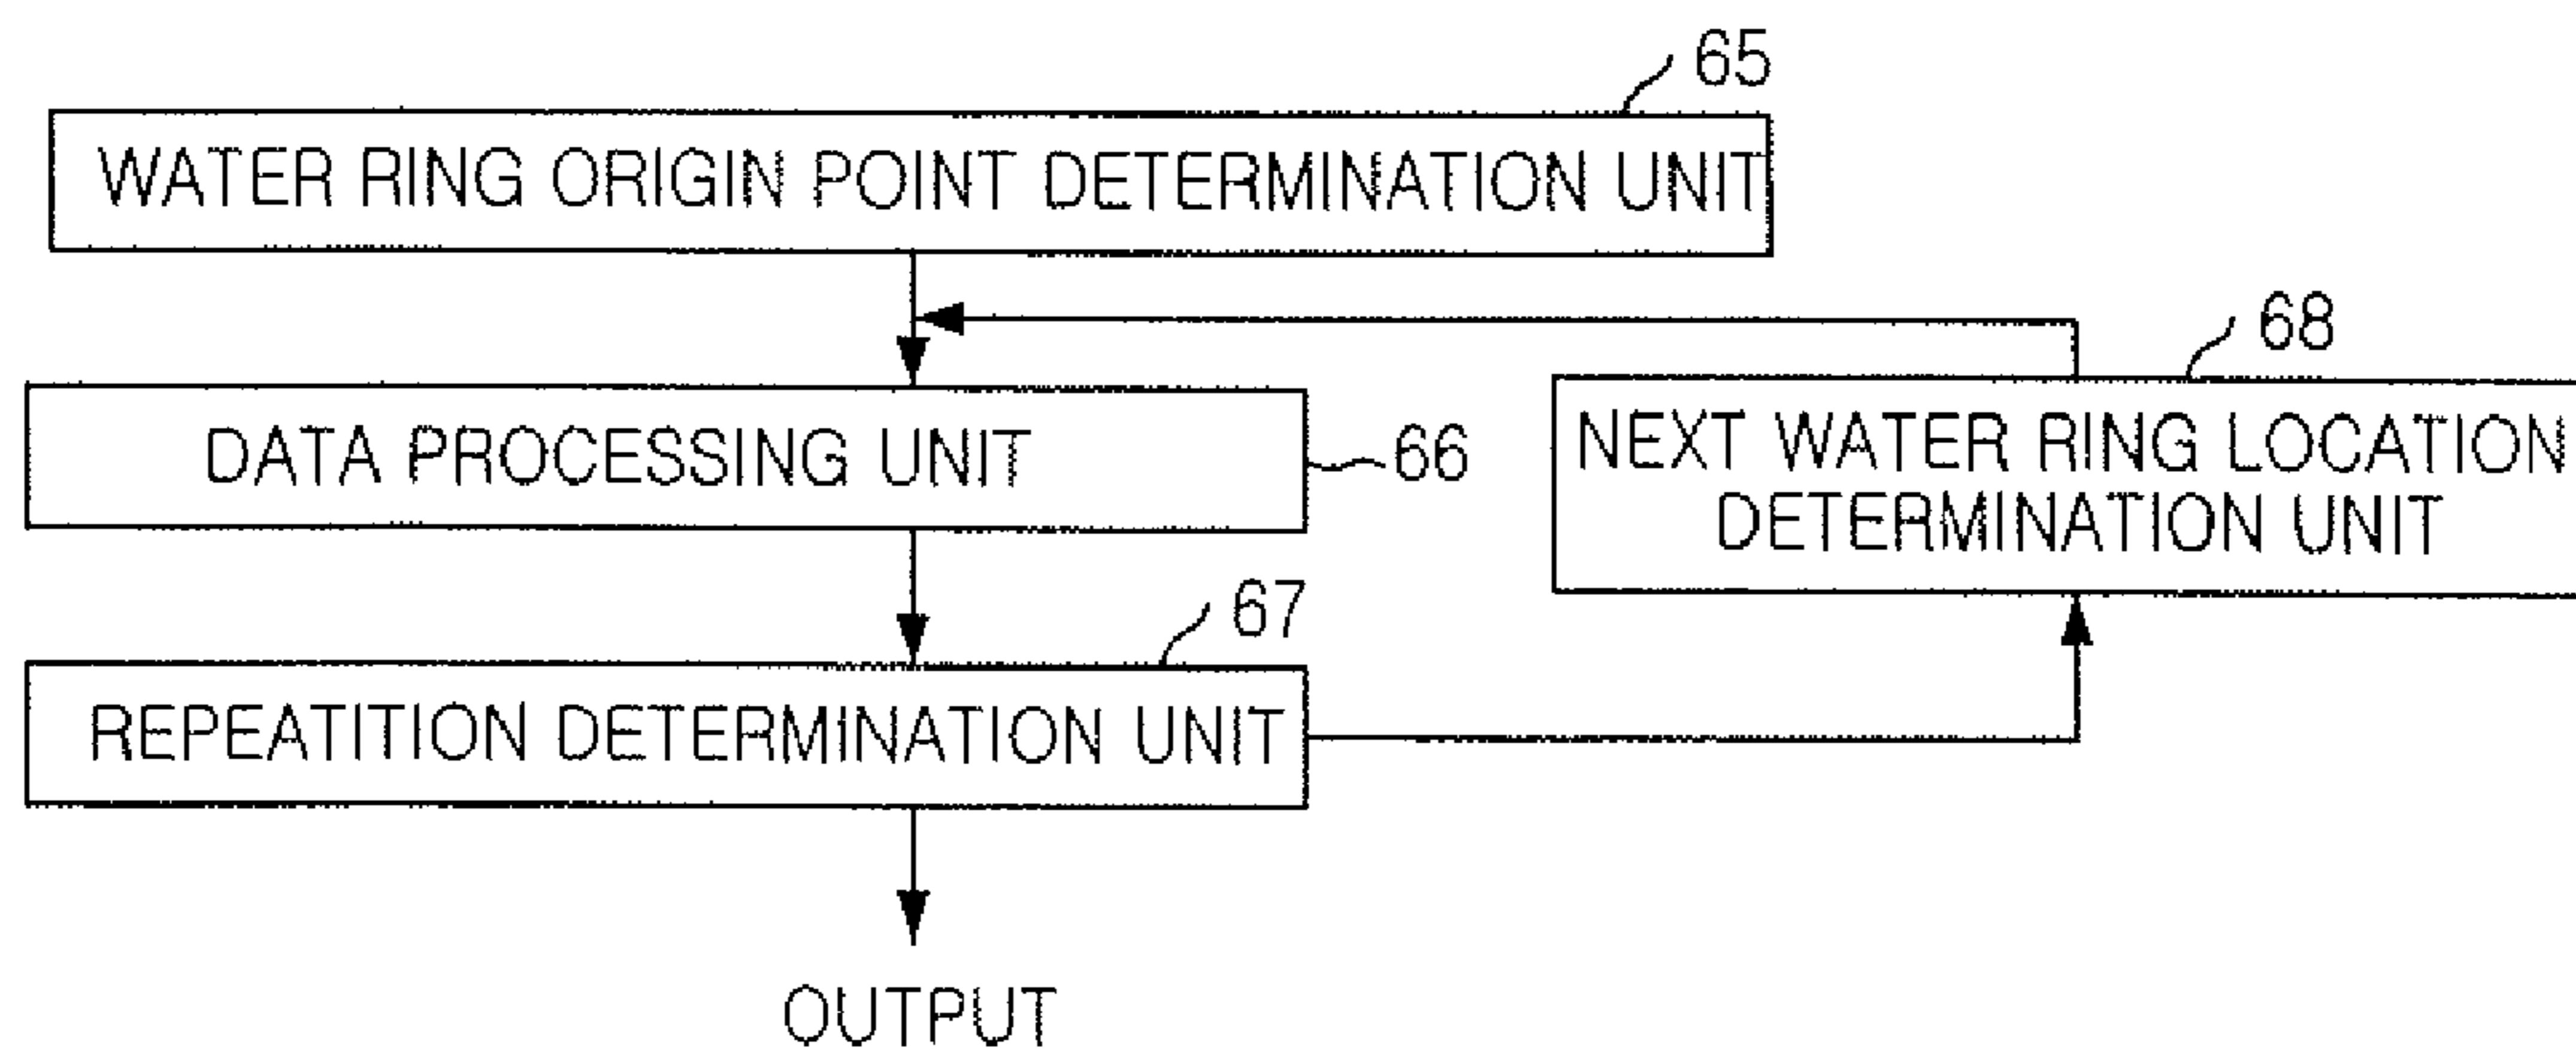 65
WATER RING ORIGIN POINT DETERMINATION UNIT
68
DATA PROCESSING UNIT
66
NEXT WATER RING LOCATION
DETERMINATION UNIT
67
REPEATITION DETERMINATION UNIT
OUTPUT